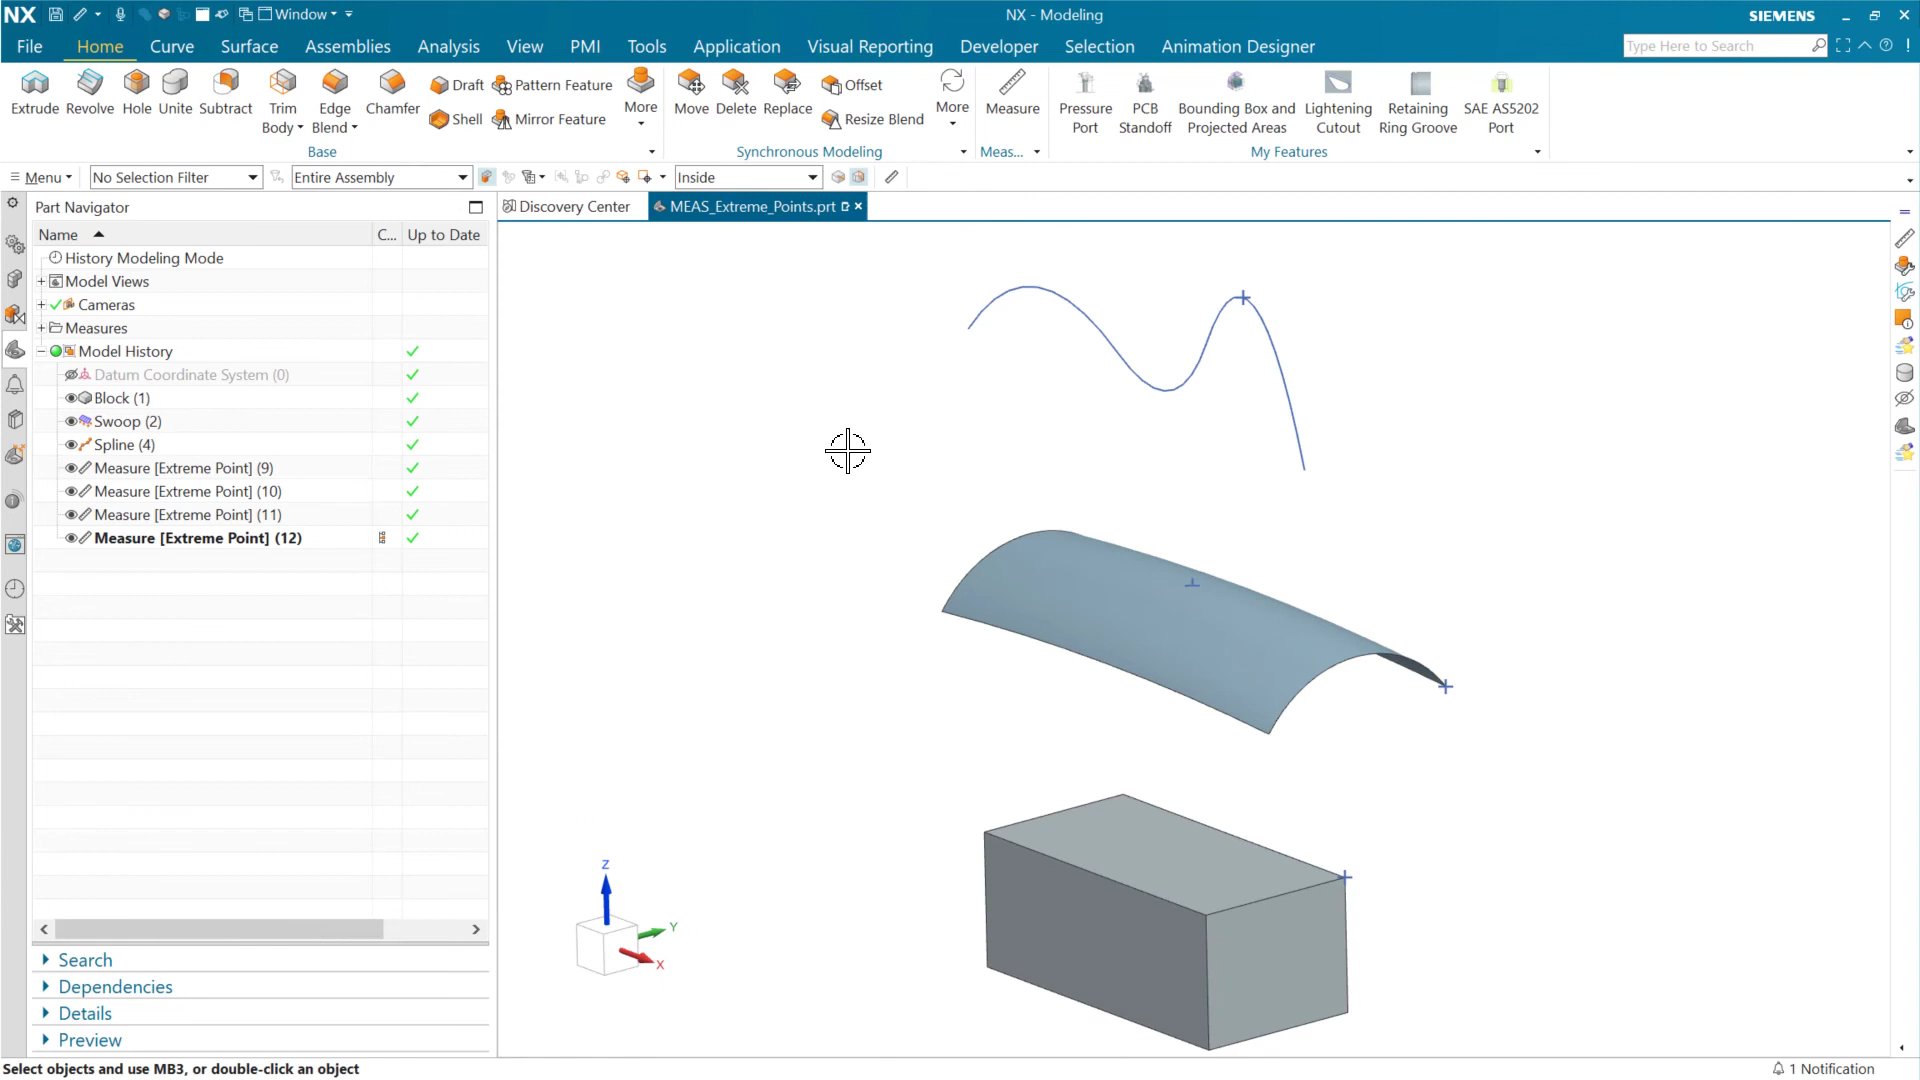 NX Window NX - Modeling SIEMENS
File Home Curve Surface Assemblies Analysis View PMI Tools Application Visual Reporting Developer Selection Animation Designer Type Here to Search
Extrude Revolve Hole Unite Subtract Trim Body Edge Blend Chamfer Draft Shell Pattern Feature Mirror Feature More
Move Delete Replace Offset Resize Blend More
Measure
Pressure Port PCB Standoff Bounding Box and Projected Areas Lightening Cutout Retaining Ring Groove SAE AS5202 Port
Base Synchronous Modeling Meas... My Features
Menu No Selection Filter Entire Assembly Inside
Part Navigator
Discovery Center MEAS_Extreme_Points.prt
Name C... Up to Date
History Modeling Mode
Model Views
Cameras
Measures
Model History
Datum Coordinate System (0)
Block (1)
Swoop (2)
Spline (4)
Measure [Extreme Point] (9)
Measure [Extreme Point] (10)
Measure [Extreme Point] (11)
Measure [Extreme Point] (12)
Z
Y
X
Search
Dependencies
Details
Preview
Select objects and use MB3, or double-click an object
1 Notification